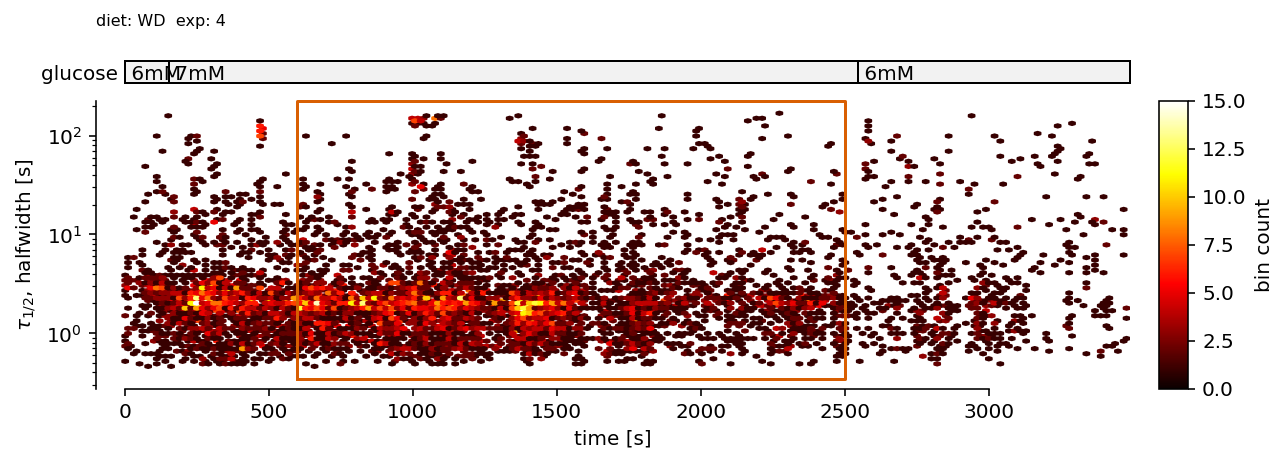 diet: WD  exp: 4
glucose 6mM 7mM 6mM
τ1/2, halfwidth [s]
10²
10¹
10⁰
0 500 1000 1500 2000 2500 3000
time [s]
15.0
12.5
10.0
7.5
5.0
2.5
0.0
bin count